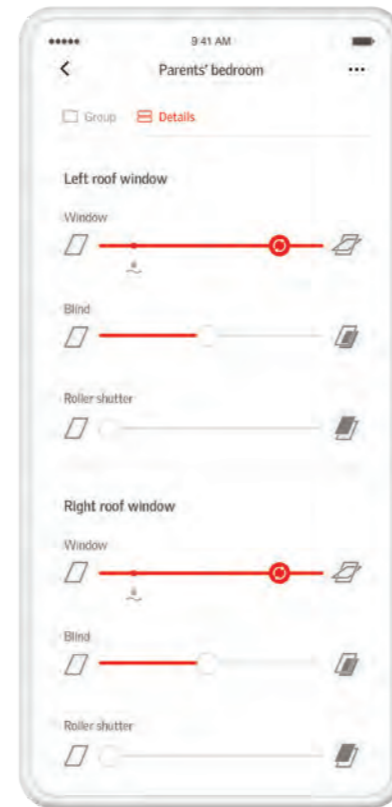 9:41 AM
Parents' bedroom
Group Details
Left roof window
Window
Blind
Roller shutter
Right roof window
Window
Blind
Roller shutter